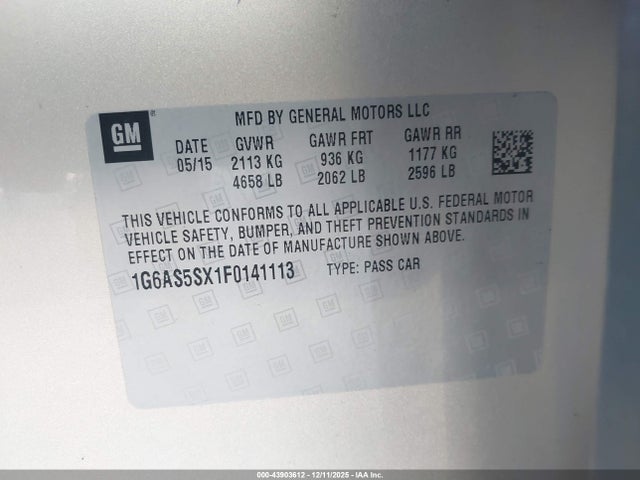 GM
MFD BY GENERAL MOTORS LLC
DATE GVWR GAWR FRT GAWR RR
05/15 2113 KG 936 KG 1177 KG
4658 LB 2062 LB 2596 LB
THIS VEHICLE CONFORMS TO ALL APPLICABLE U.S. FEDERAL MOTOR
VEHICLE SAFETY, BUMPER, AND THEFT PREVENTION STANDARDS IN
EFFECT ON THE DATE OF MANUFACTURE SHOWN ABOVE.
1G6AS5SX1F0141113 TYPE: PASS CAR
000-43903612 - 12/11/2025 - IAA Inc.